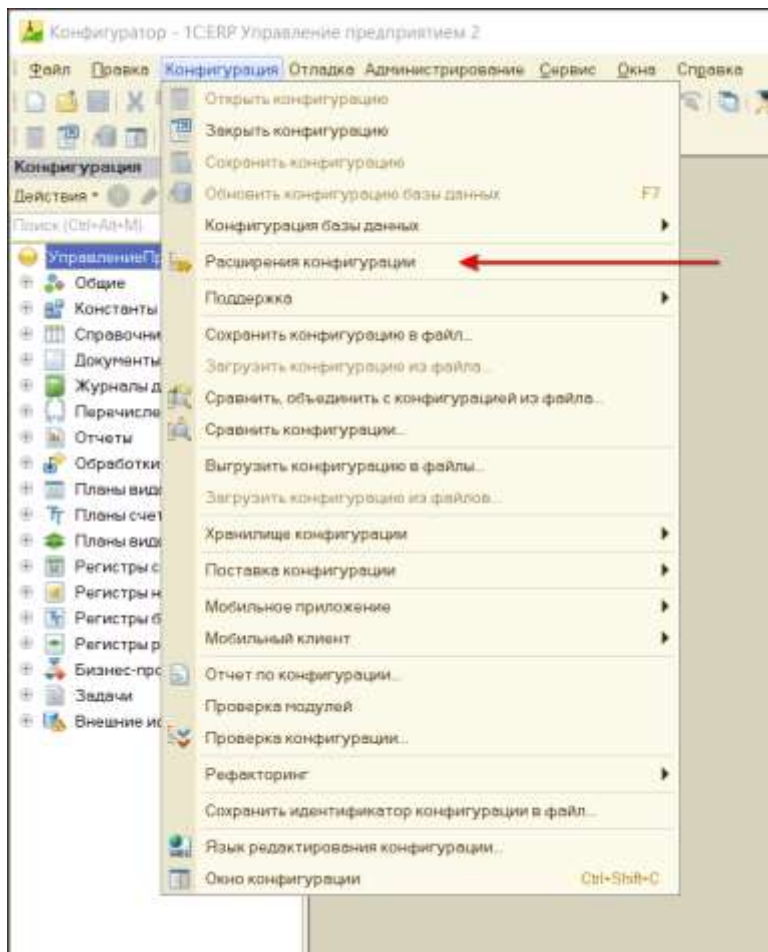 Конфигуратор - 1C:ERP Управление предприятием 2
Файл Правка Конфигурация Отладка Администрирование Сервис Окна Справка
Открыть конфигурацию
Закрыть конфигурацию
Конфигурация
Сохранить конфигурацию
Действия
Обновить конфигурацию базы данных F7
Поиск (Ctrl+Alt+M)
Конфигурация базы данных
УправлениеПр
Расширения конфигурации
Общие
Поддержка
Константы
Справочни
Сохранить конфигурацию в файл...
Документы
Загрузить конфигурацию из файла...
Журналы д
Сравнить, объединить с конфигурацией из файла...
Перечисле
Сравнить конфигурации...
Отчеты
Обработки
Выгрузить конфигурацию в файлы...
Планы видо
Загрузить конфигурацию из файлов...
Планы счет
Хранилище конфигурации
Планы видо
Регистры с
Поставка конфигурации
Регистры н
Мобильное приложение
Регистры б
Мобильный клиент
Регистры р
Бизнес-про
Отчет по конфигурации...
Задачи
Проверка модулей
Внешние ис
Проверка конфигурации...
Рефакторинг
Сохранить идентификатор конфигурации в файл...
Язык редактирования конфигурации...
Окно конфигурации Ctrl+Shift+C